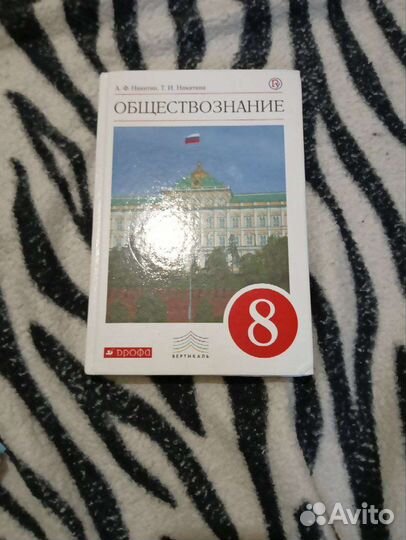 А. Ф. Никитин, Т. И. Никитина
ОБЩЕСТВОЗНАНИЕ
8
дрофа
ВЕРТИКАЛЬ
Avito